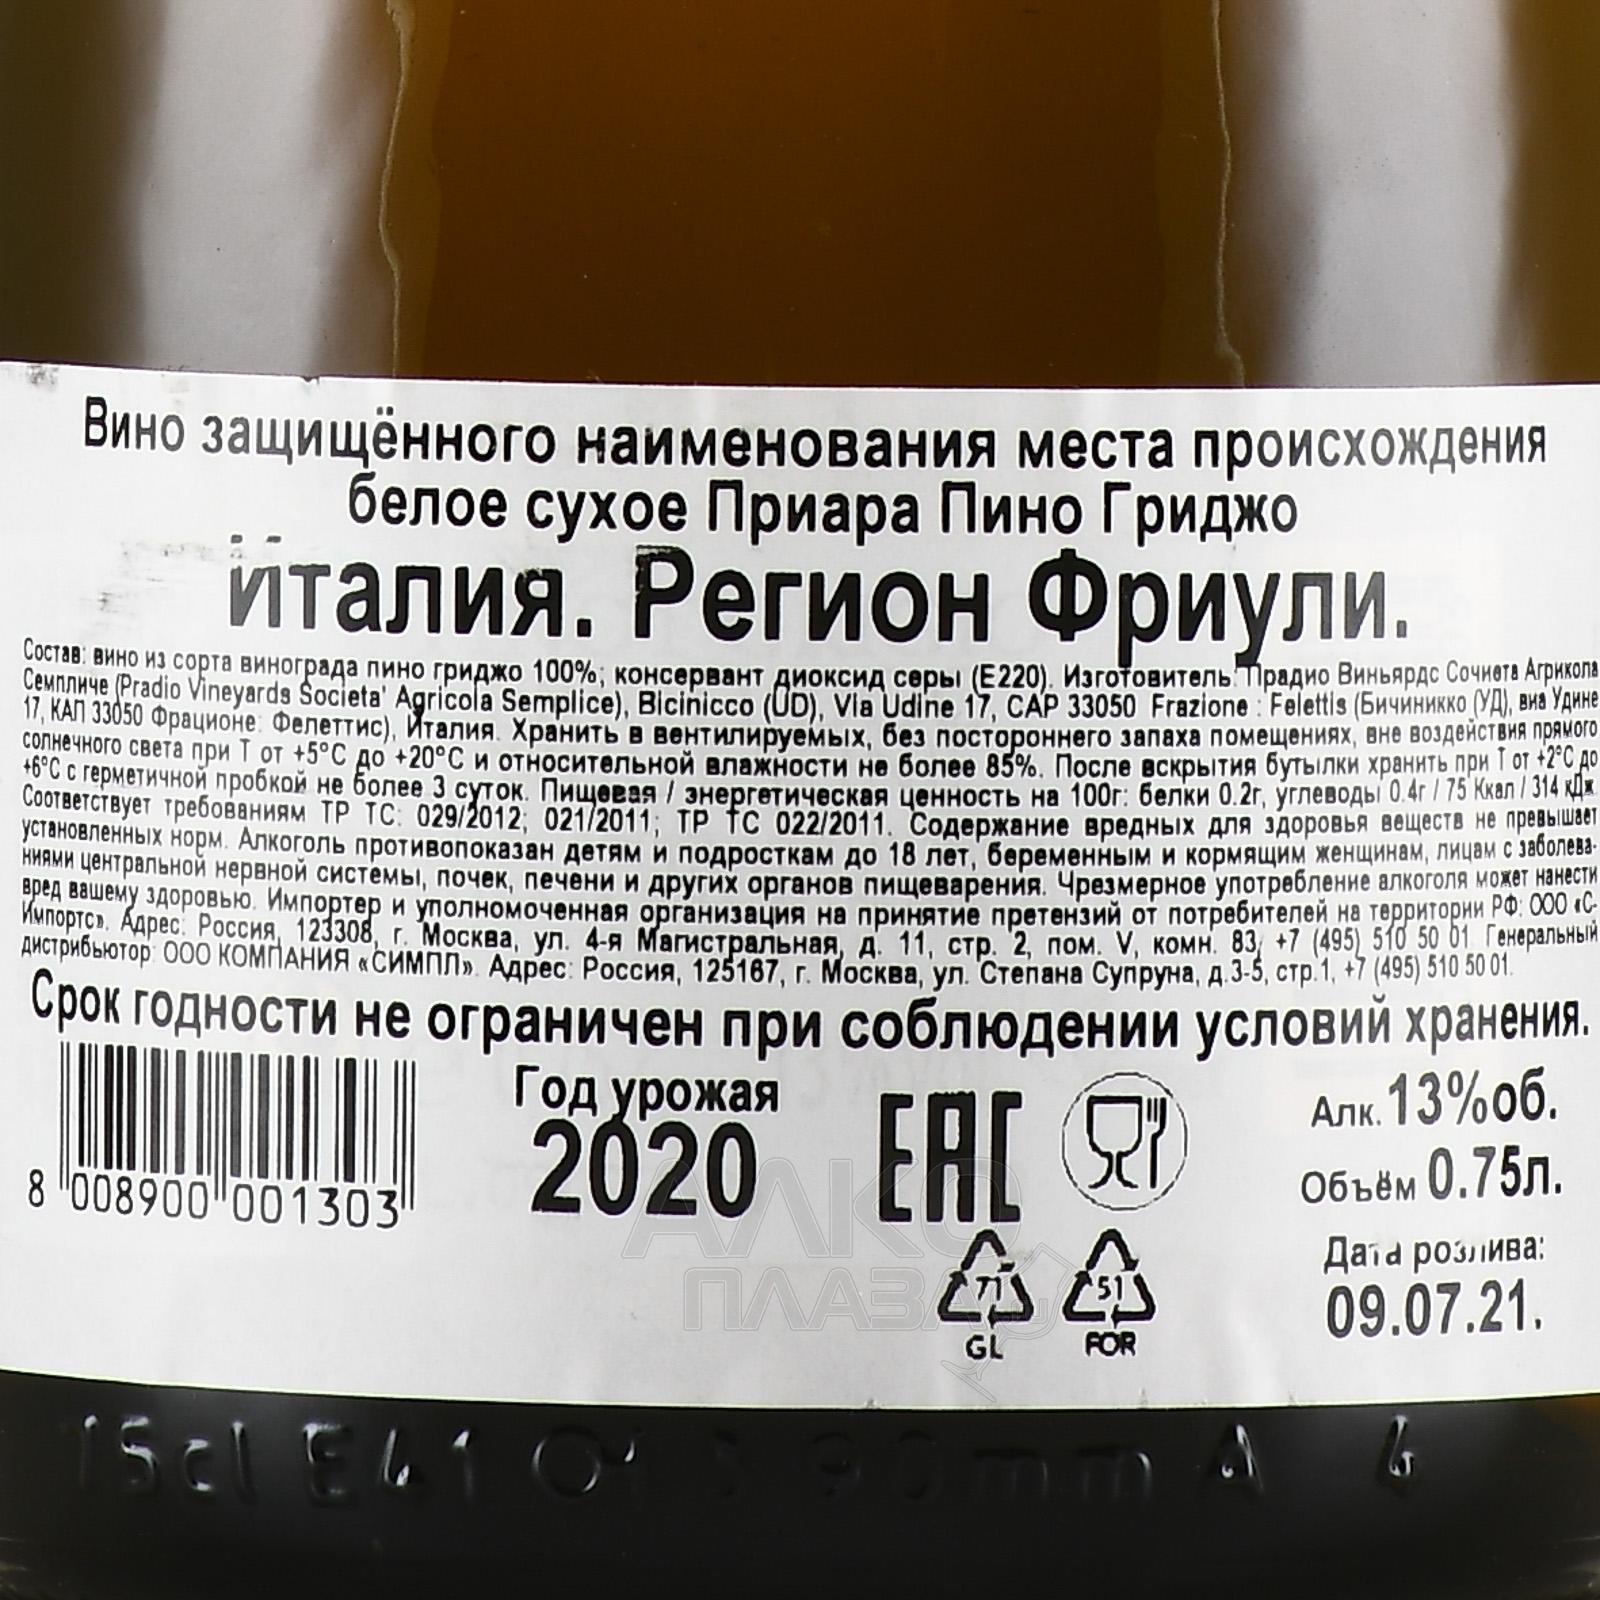 Вино защищённого наименования места происхождения
белое сухое Приара Пино Гриджо
Италия. Регион Фриули.
Состав: вино из сорта винограда пино гриджо 100%; консервант диоксид серы (Е220). Изготовитель: Прадио Виньярдс Сочиета Агрикола
Семпличе (Pradio Vineyards Societa' Agricola Semplice), Bicinicco (UD), Via Udine 17, CAP 33050 Frazione : Felettis (Бичиникко (УД), виа Удине
17, КАП 33050 Фрационе: Фелеттис), Италия. Хранить в вентилируемых, без постороннего запаха помещениях, вне воздействия прямого
солнечного света при Т от +5°С до +20°С и относительной влажности не более 85%. После вскрытия бутылки хранить при Т от +2°С до
+6°С с герметичной пробкой не более 3 суток. Пищевая / энергетическая ценность на 100г: белки 0.2г, углеводы 0.4г / 75 Ккал / 314 кДж
Соответствует требованиям ТР ТС: 029/2012; 021/2011; ТР ТС 022/2011. Содержание вредных для здоровья веществ не превышает
установленных норм. Алкоголь противопоказан детям и подросткам до 18 лет, беременным и кормящим женщинам, лицам с заболева-
ниями центральной нервной системы, почек, печени и других органов пищеварения. Чрезмерное употребление алкоголя может нанести
вред вашему здоровью. Импортер и уполномоченная организация на принятие претензий от потребителей на территории РФ: ООО «С-
Импортс». Адрес: Россия, 123308, г. Москва, ул. 4-я Магистральная, д. 11, стр. 2, пом. V, комн. 83, +7 (495) 510 50 01. Генеральный
дистрибьютор: ООО КОМПАНИЯ «СИМПЛ». Адрес: Россия, 125167, г. Москва, ул. Степана Супруна, д.3-5, стр.1, +7 (495) 510 50 01.
Срок годности не ограничен при соблюдении условий хранения.
8 008900 001303
Год урожая
2020
EAC
Алк. 13%об.
Объём 0.75л.
Дата розлива:
09.07.21.
71
GL
51
FOR
АЛКО
ПЛАЗА